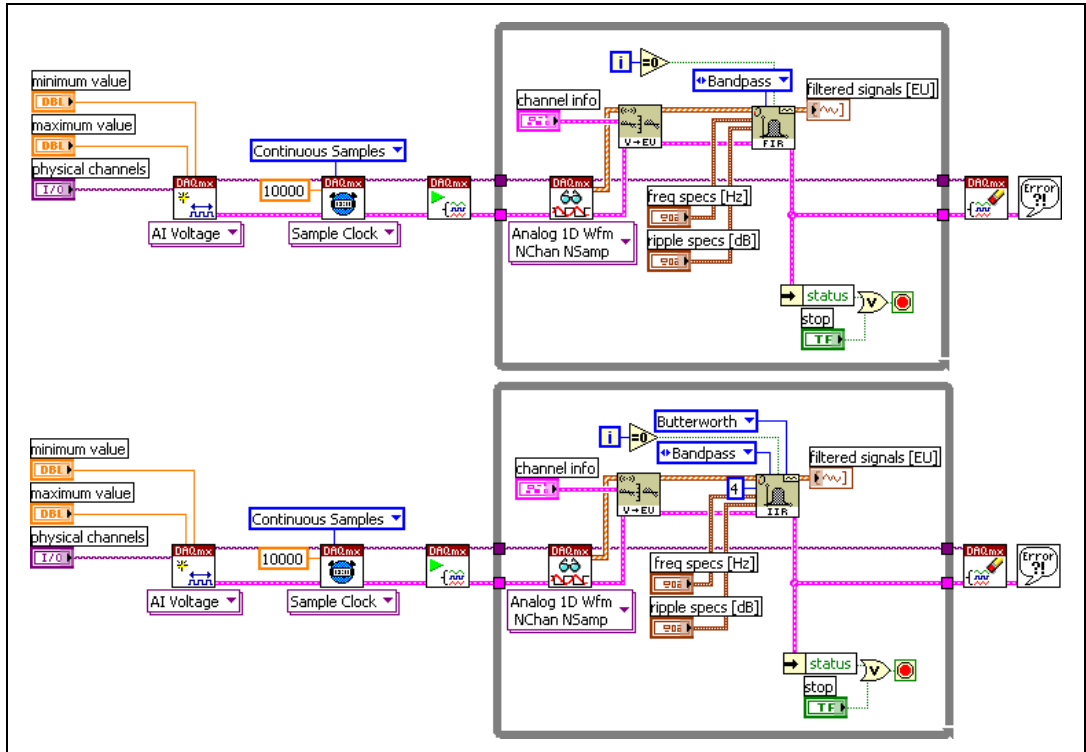 minimum value
DBL
maximum value
DBL
physical channels
I/O
DAQmx
AI Voltage
Continuous Samples
10000
DAQmx
Sample Clock
DAQmx
i
=0
Bandpass
channel info
V→EU
FIR
filtered signals [EU]
DAQmx
Analog 1D Wfm
NChan NSamp
freq specs [Hz]
ripple specs [dB]
status
V
stop
TF
DAQmx
Error
?!
minimum value
DBL
maximum value
DBL
physical channels
I/O
DAQmx
AI Voltage
Continuous Samples
10000
DAQmx
Sample Clock
DAQmx
Butterworth
i
=0
Bandpass
channel info
V→EU
4
IIR
filtered signals [EU]
DAQmx
Analog 1D Wfm
NChan NSamp
freq specs [Hz]
ripple specs [dB]
status
V
stop
TF
DAQmx
Error
?!